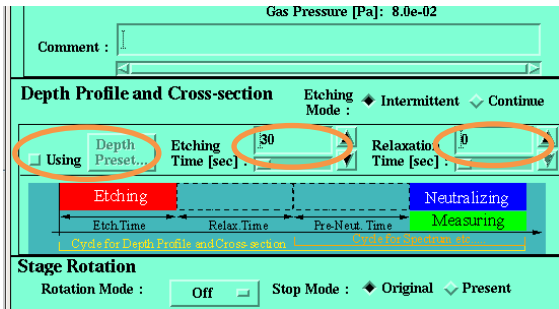 Gas Pressure [Pa]: 8.0e-02
Comment :
Depth Profile and Cross-section
Etching Mode :
Intermittent
Continue
Using
Depth Preset...
Etching Time [sec] :
30
Relaxation Time [sec] :
0
Etching
Neutralizing
Etch.Time
Relax.Time
Pre-Neut. Time
Measuring
Cycle for Depth Profile and Cross-section
Cycle for Spectrum etc...
Stage Rotation
Rotation Mode :
Off
Stop Mode :
Original
Present